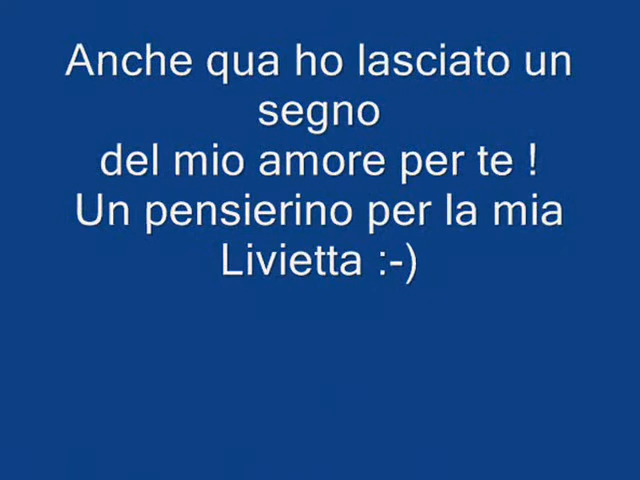 Anche qua ho lasciato un
segno
del mio amore per te !
Un pensierino per la mia
Livietta :-)